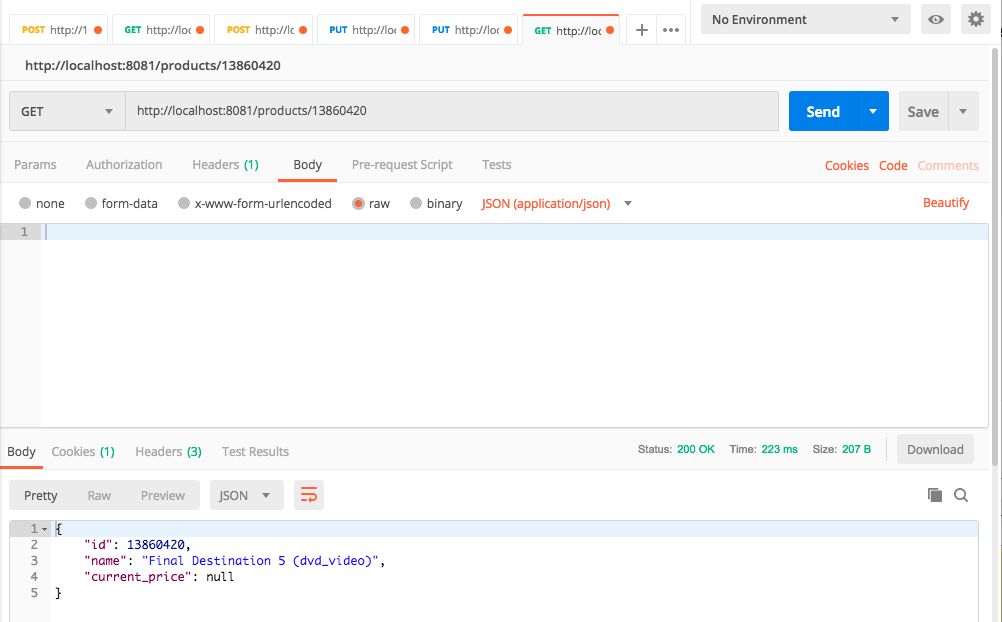 POST http://1 GET http://loc POST http://lc PUT http://loc PUT http://loc GET http://loc No Environment
http://localhost:8081/products/13860420
GET http://localhost:8081/products/13860420 Send Save
Params Authorization Headers (1) Body Pre-request Script Tests Cookies Code Comments
none form-data x-www-form-urlencoded raw binary JSON (application/json) Beautify
1
Body Cookies (1) Headers (3) Test Results Status: 200 OK Time: 223 ms Size: 207 B Download
Pretty Raw Preview JSON
1 {
2 "id": 13860420,
3 "name": "Final Destination 5 (dvd_video)",
4 "current_price": null
5 }